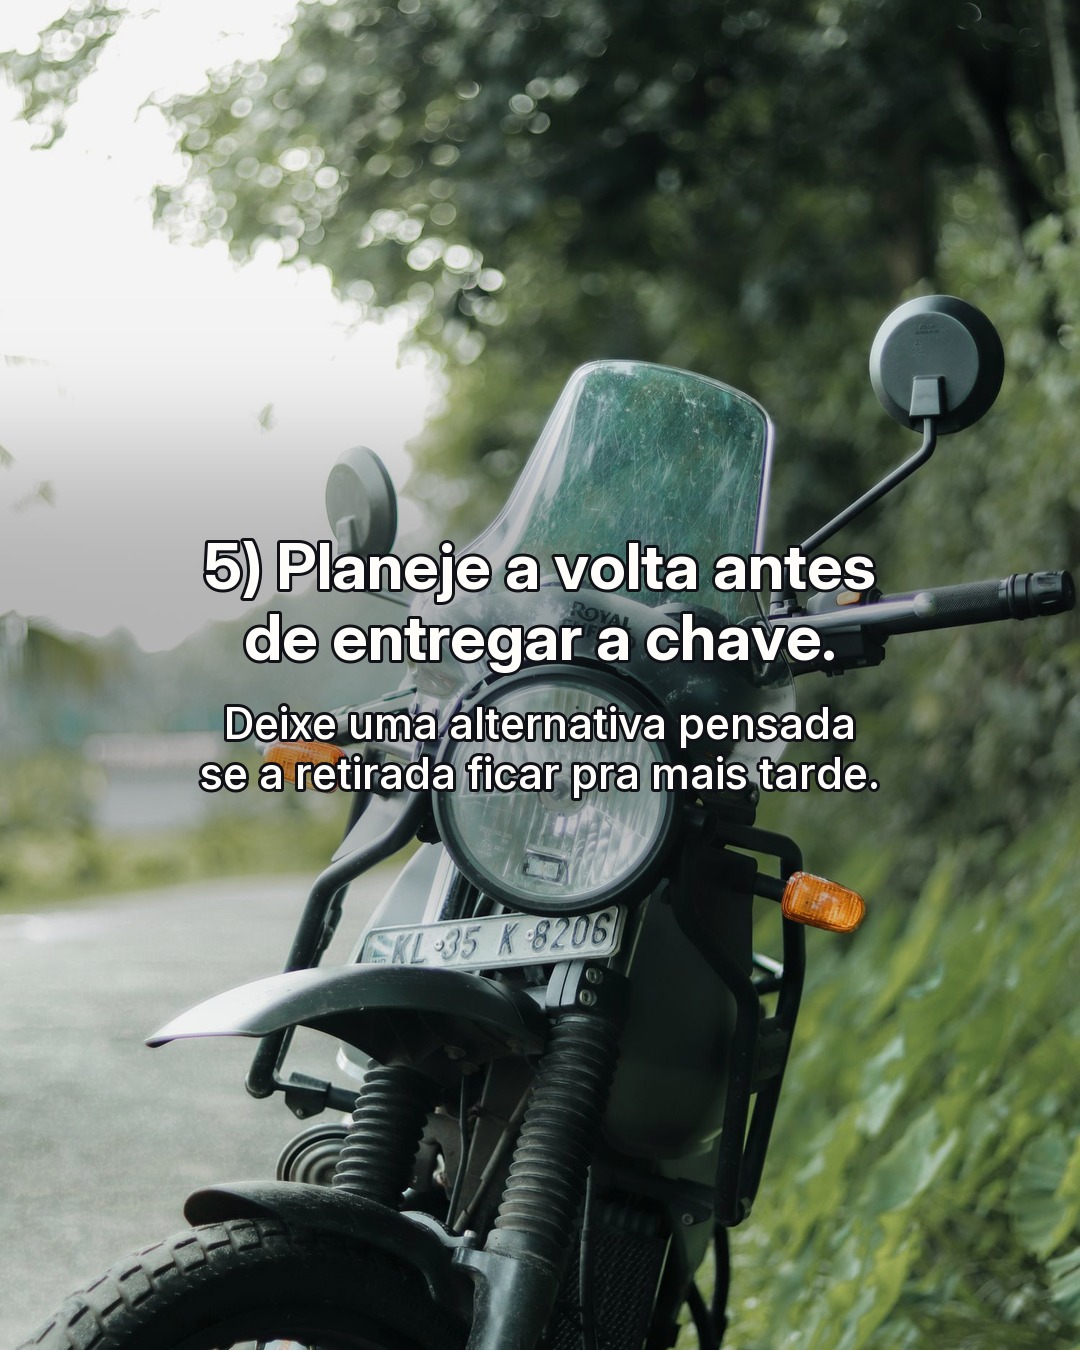 5) Planeje a volta antes
de entregar a chave.
Deixe uma alternativa pensada
se a retirada ficar pra mais tarde.
ROYAL
KL 35 K 8206